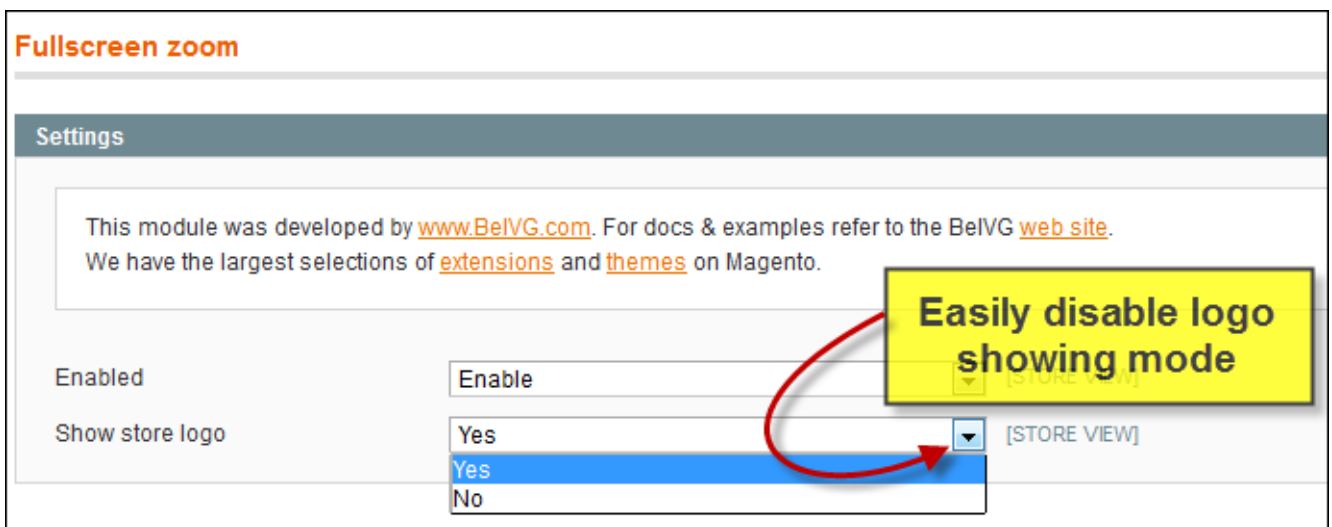 Fullscreen zoom
Settings
This module was developed by www.BelVG.com. For docs & examples refer to the BelVG web site.
We have the largest selections of extensions and themes on Magento.
Easily disable logo
showing mode
Enabled
Enable
[STORE VIEW]
Show store logo
Yes
[STORE VIEW]
Yes
No